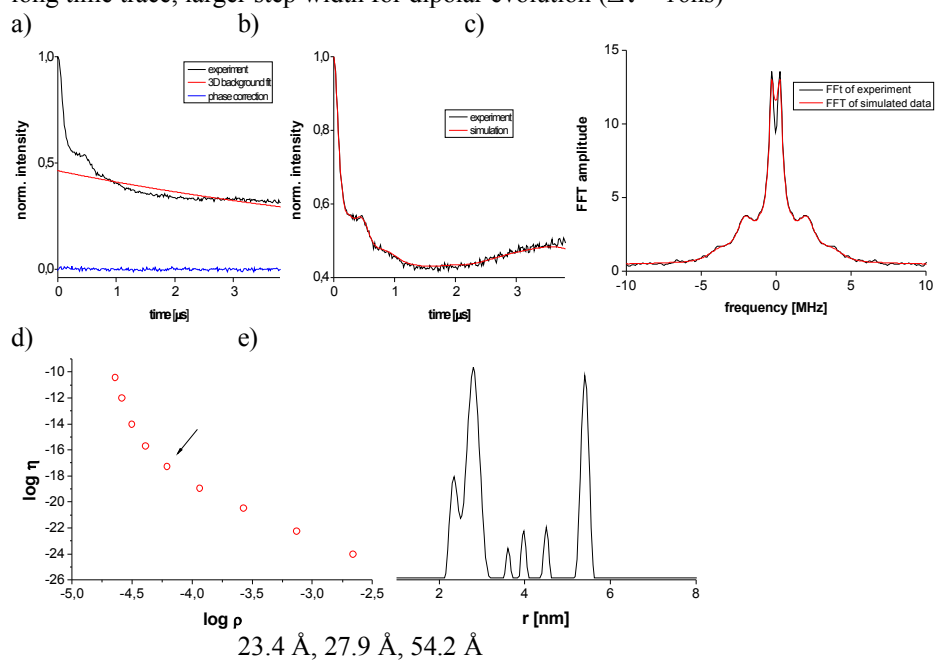 a) b) c)
1,0
0,5
0,0
0 1 2 3
norm. intensity
time [µs]
experiment
3D background fit
phase correction
1,0
0,8
0,6
0,4
0 1 2 3
norm. intensity
time [µs]
experiment
simulation
15
10
5
0
-10 -5 0 5 10
FFT amplitude
frequency [MHz]
FFt of experiment
FFT of simulated data
d) e)
-10
-12
-14
-16
-18
-20
-22
-24
-26
-5,0 -4,5 -4,0 -3,5 -3,0 -2,5
log η
log ρ
2 4 6 8
r [nm]
23.4 Å, 27.9 Å, 54.2 Å